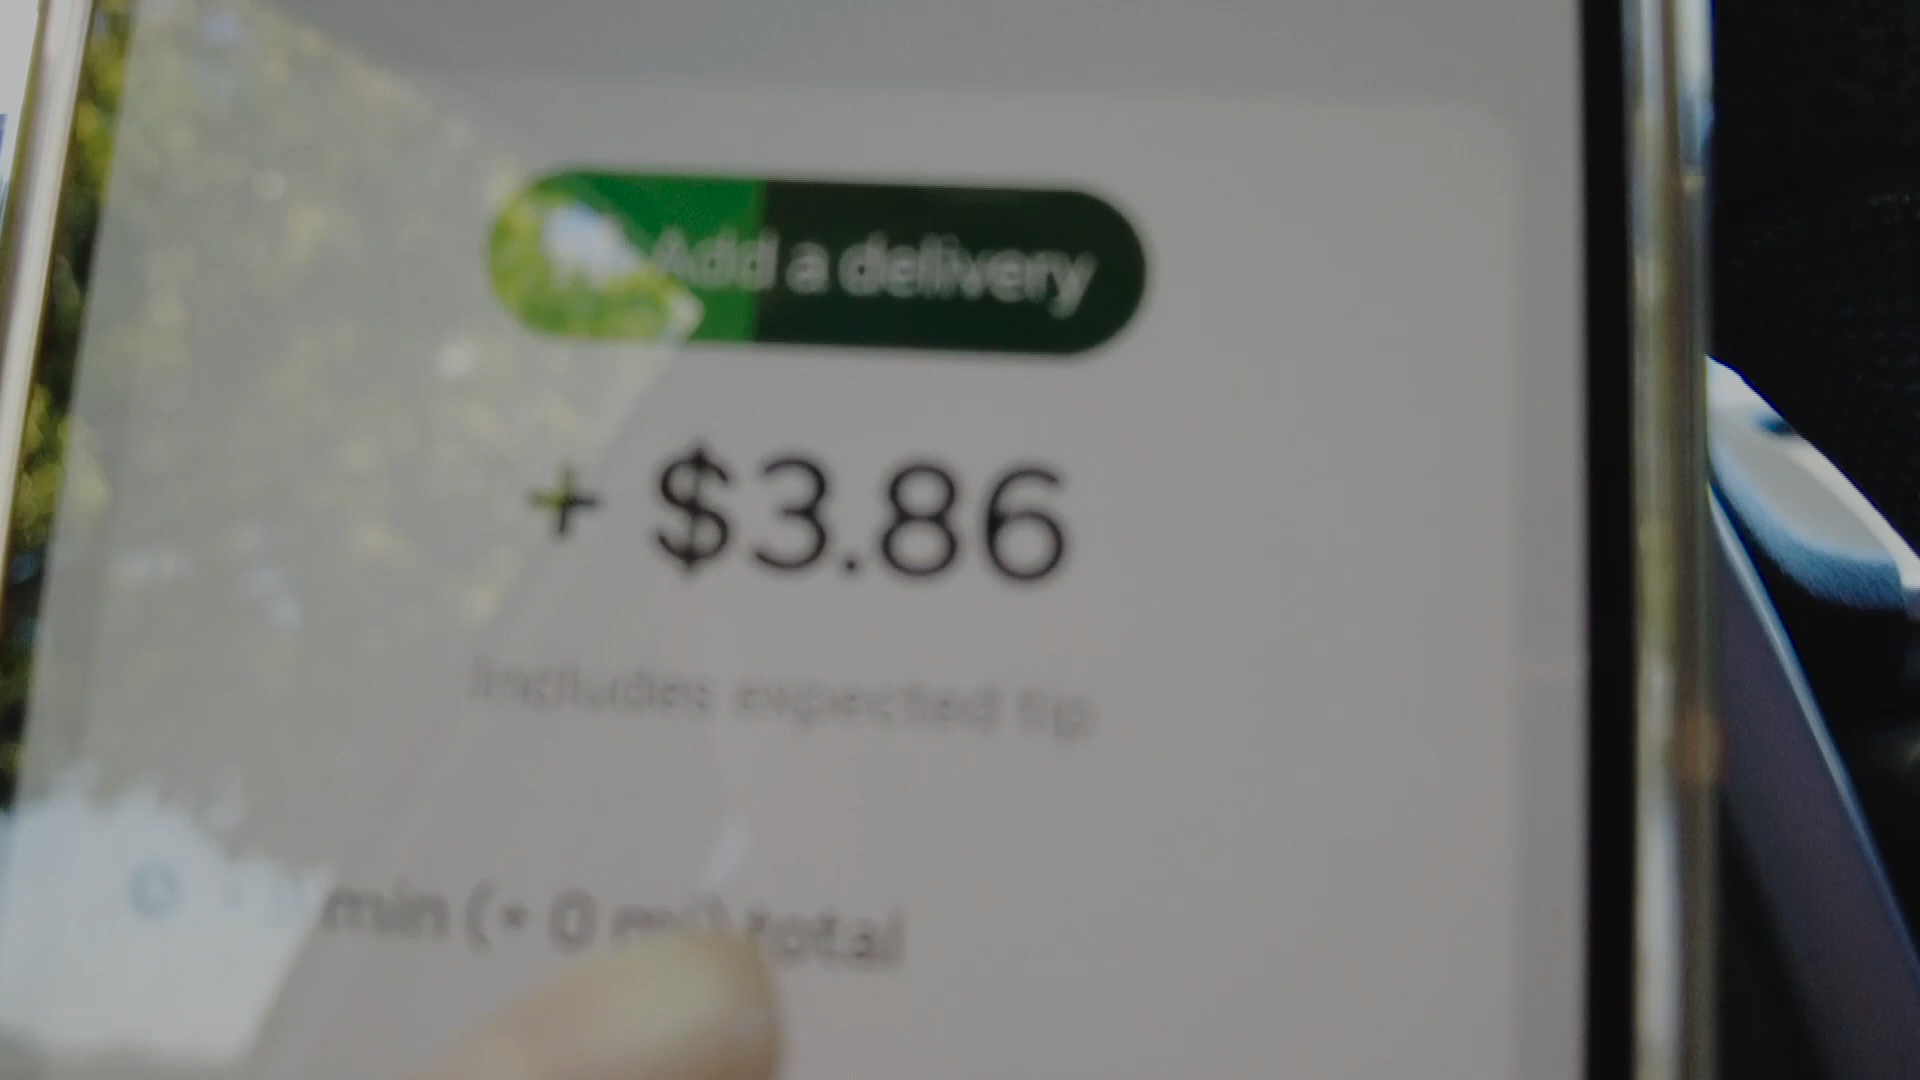 Add a delivery
+ $3.86
Includes expected tip
min (+ 0 mi) total